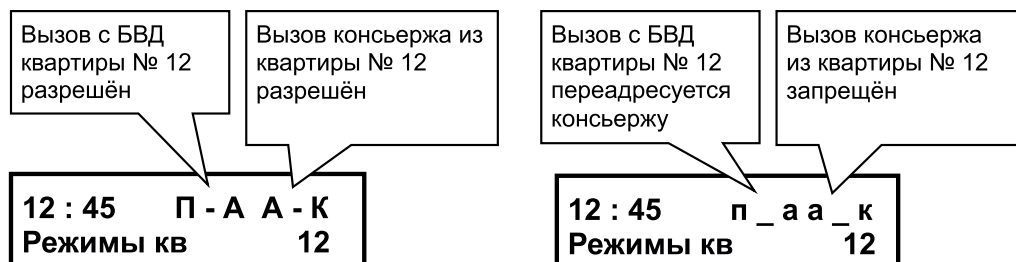 Вызов с БВД
квартиры № 12
разрешён
Вызов консьержа из
квартиры № 12
разрешён
12 : 45 П - А А - К
Режимы кв 12
Вызов с БВД
квартиры № 12
переадресуется
консьержу
Вызов консьержа
из квартиры № 12
запрещён
12 : 45 п _ а а _ к
Режимы кв 12